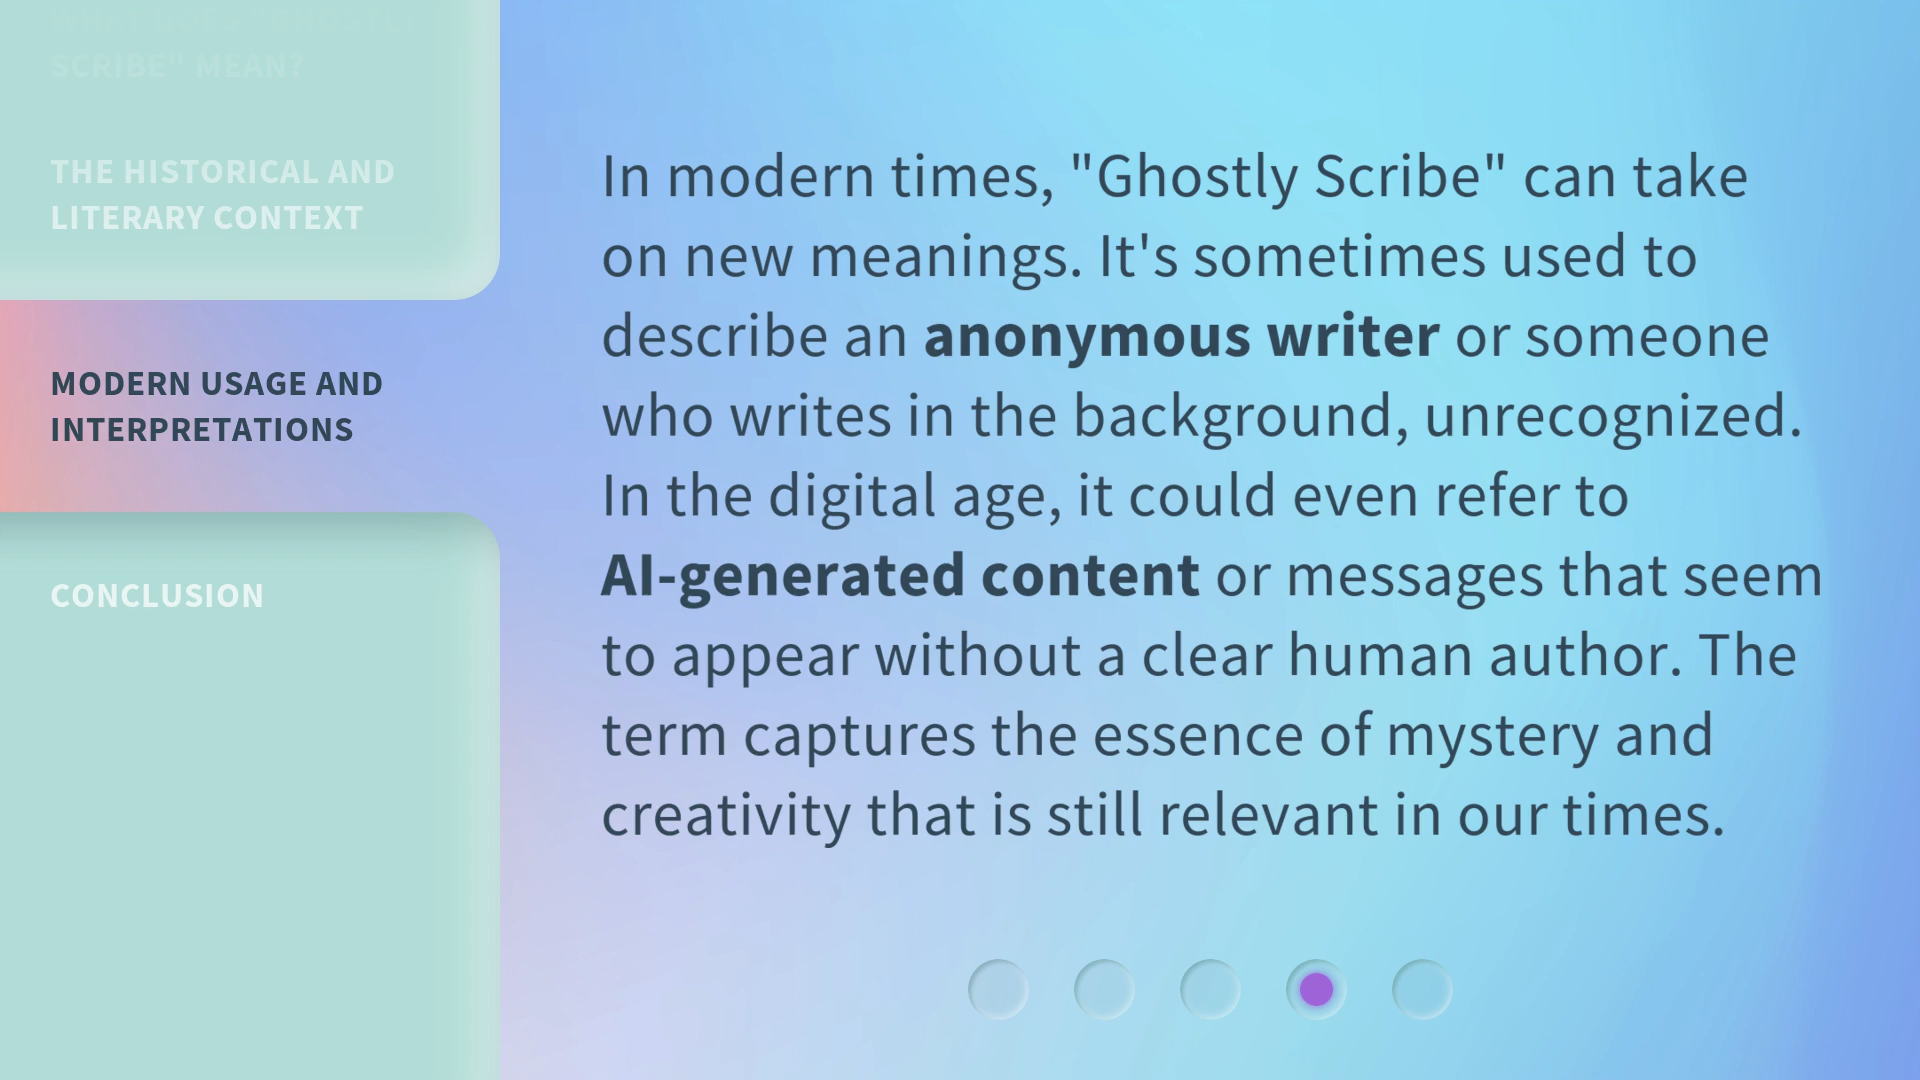 WHAT DOES "GHOSTLY
SCRIBE" MEAN?
THE HISTORICAL AND
LITERARY CONTEXT
MODERN USAGE AND
INTERPRETATIONS
CONCLUSION
In modern times, "Ghostly Scribe" can take
on new meanings. It's sometimes used to
describe an anonymous writer or someone
who writes in the background, unrecognized.
In the digital age, it could even refer to
AI-generated content or messages that seem
to appear without a clear human author. The
term captures the essence of mystery and
creativity that is still relevant in our times.